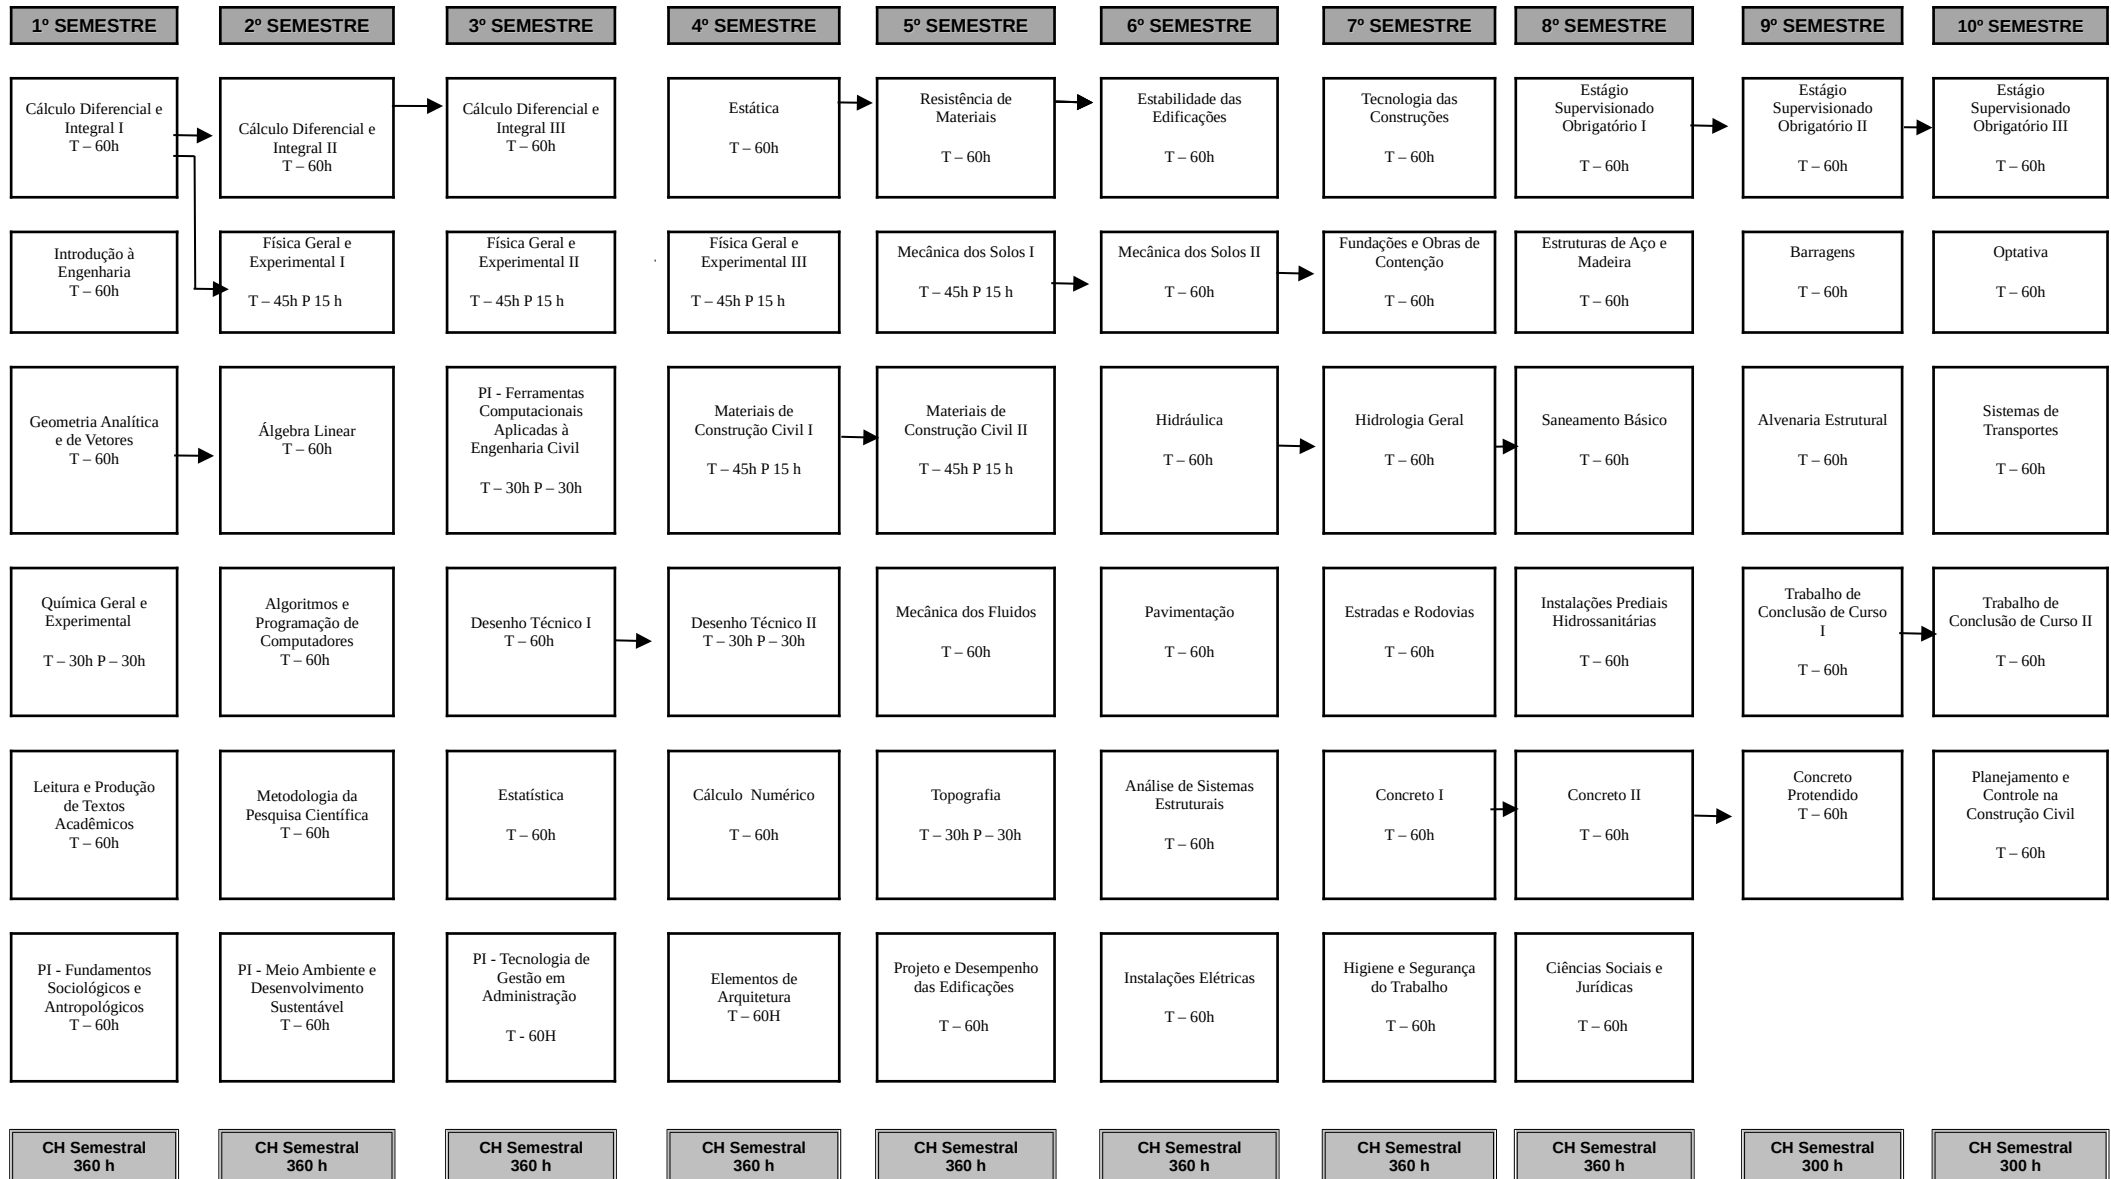 1º SEMESTRE
2º SEMESTRE
3º SEMESTRE
4º SEMESTRE
5º SEMESTRE
6º SEMESTRE
7º SEMESTRE
8º SEMESTRE
9º SEMESTRE
10º SEMESTRE
Cálculo Diferencial e
Integral I
T – 60h
Cálculo Diferencial e
Integral II
T – 60h
Cálculo Diferencial e
Integral III
T – 60h
Estática
T – 60h
Resistência de
Materiais
T – 60h
Estabilidade das
Edificações
T – 60h
Tecnologia das
Construções
T – 60h
Estágio
Supervisionado
Obrigatório I
T – 60h
Estágio
Supervisionado
Obrigatório II
T – 60h
Estágio
Supervisionado
Obrigatório III
T – 60h
Introdução à
Engenharia
T – 60h
Física Geral e
Experimental I
T – 45h P 15 h
Física Geral e
Experimental II
T – 45h P 15 h
Física Geral e
Experimental III
T – 45h P 15 h
Mecânica dos Solos I
T – 45h P 15 h
Mecânica dos Solos II
T – 60h
Fundações e Obras de
Contenção
T – 60h
Estruturas de Aço e
Madeira
T – 60h
Barragens
T – 60h
Optativa
T – 60h
Geometria Analítica
e de Vetores
T – 60h
Álgebra Linear
T – 60h
PI - Ferramentas
Computacionais
Aplicadas à
Engenharia Civil
T – 30h P – 30h
Materiais de
Construção Civil I
T – 45h P 15 h
Materiais de
Construção Civil II
T – 45h P 15 h
Hidráulica
T – 60h
Hidrologia Geral
T – 60h
Saneamento Básico
T – 60h
Alvenaria Estrutural
T – 60h
Sistemas de
Transportes
T – 60h
Química Geral e
Experimental
T – 30h P – 30h
Algoritmos e
Programação de
Computadores
T – 60h
Desenho Técnico I
T – 60h
Desenho Técnico II
T – 30h P – 30h
Mecânica dos Fluidos
T – 60h
Pavimentação
T – 60h
Estradas e Rodovias
T – 60h
Instalações Prediais
Hidrossanitárias
T – 60h
Trabalho de
Conclusão de Curso
I
T – 60h
Trabalho de
Conclusão de Curso II
T – 60h
Leitura e Produção
de Textos
Acadêmicos
T – 60h
Metodologia da
Pesquisa Científica
T – 60h
Estatística
T – 60h
Cálculo Numérico
T – 60h
Topografia
T – 30h P – 30h
Análise de Sistemas
Estruturais
T – 60h
Concreto I
T – 60h
Concreto II
T – 60h
Concreto
Protendido
T – 60h
Planejamento e
Controle na
Construção Civil
T – 60h
PI - Fundamentos
Sociológicos e
Antropológicos
T – 60h
PI - Meio Ambiente e
Desenvolvimento
Sustentável
T – 60h
PI - Tecnologia de
Gestão em
Administração
T - 60H
Elementos de
Arquitetura
T – 60H
Projeto e Desempenho
das Edificações
T – 60h
Instalações Elétricas
T – 60h
Higiene e Segurança
do Trabalho
T – 60h
Ciências Sociais e
Jurídicas
T – 60h
CH Semestral
360 h
CH Semestral
360 h
CH Semestral
360 h
CH Semestral
360 h
CH Semestral
360 h
CH Semestral
360 h
CH Semestral
360 h
CH Semestral
360 h
CH Semestral
300 h
CH Semestral
300 h